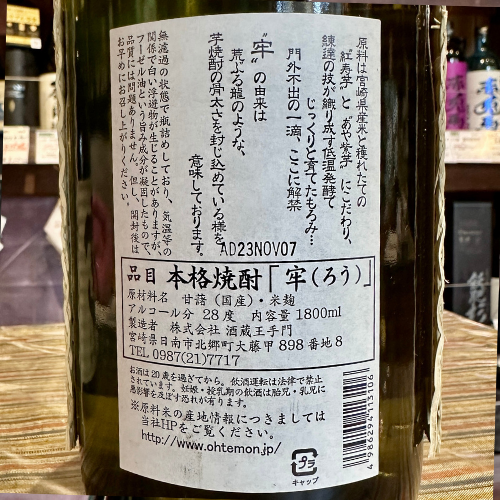 原料は宮崎県産米と穫れたての
"紅寿芋"と"あや紫芋"にこだわり、
練達の技が織り成す低温発酵で
じっくりと育てたもろみ…
門外不出の一滴、ここに解禁
"牢"の由来は
荒ぶる龍のような、
芋焼酎の骨太さを封じ込めている様を
意味しております。
無濾過の状態で瓶詰めしており、気温等の
関係で白い浮遊物が生じることがありますが、
フーゼル油という旨み成分が凝固したもので、
品質には問題ありません。但し、開封後は
お早めにお召し上がりください。
AD23NOV07
品目 本格焼酎「牢(ろう)」
原材料名 甘藷(国産)・米麹
アルコール分 28度 内容量 1800ml
製造者 株式会社 酒蔵王手門
宮崎県日南市北郷町大藤甲898番地8
TEL 0987(21)7717
お酒は20歳を過ぎてから。飲酒運転は法律で禁止
されています。妊娠・授乳期の飲酒は胎児・乳児に
悪影響を及ぼす恐れが有ります。
※原料米の産地情報につきましては
当社HPをご覧ください。
http://www.ohtemon.jp/
プラ
キャップ
4986294113106